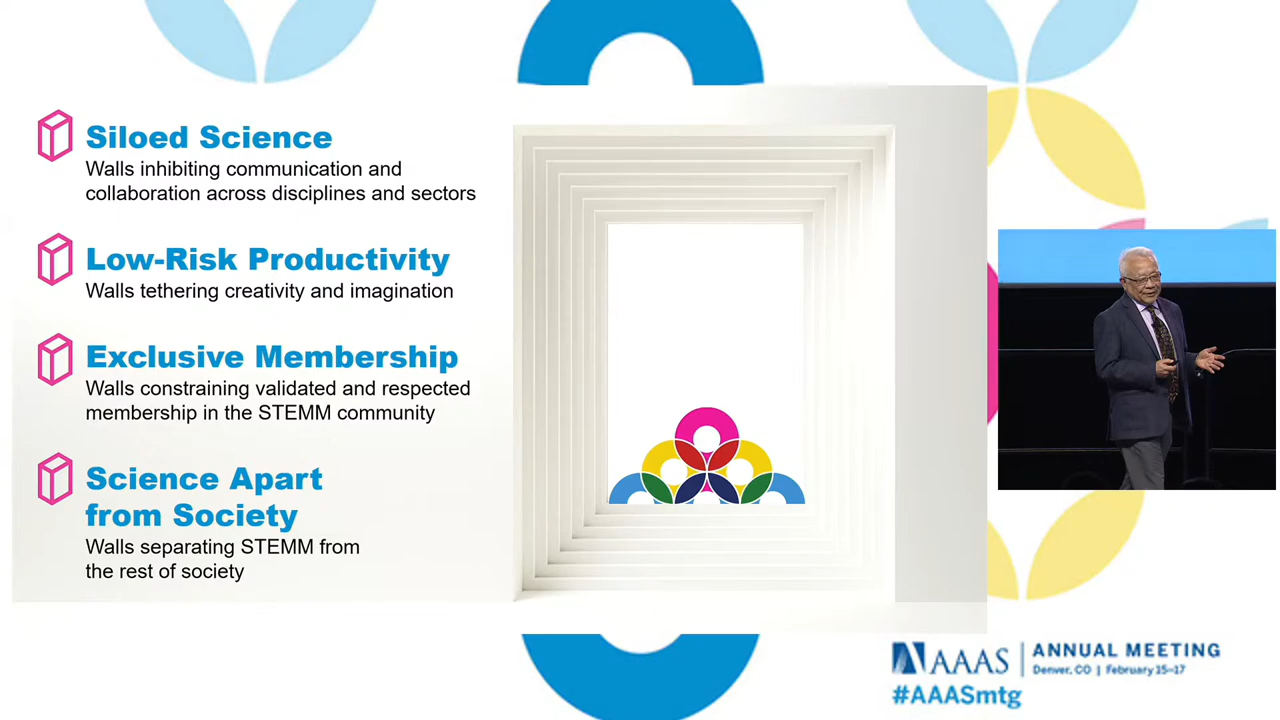 Siloed Science
Walls inhibiting communication and
collaboration across disciplines and sectors
Low-Risk Productivity
Walls tethering creativity and imagination
Exclusive Membership
Walls constraining validated and respected
membership in the STEMM community
Science Apart
from Society
Walls separating STEMM from
the rest of society
AAAS
ANNUAL MEETING
Denver, CO | February 15–17
#AAASmtg